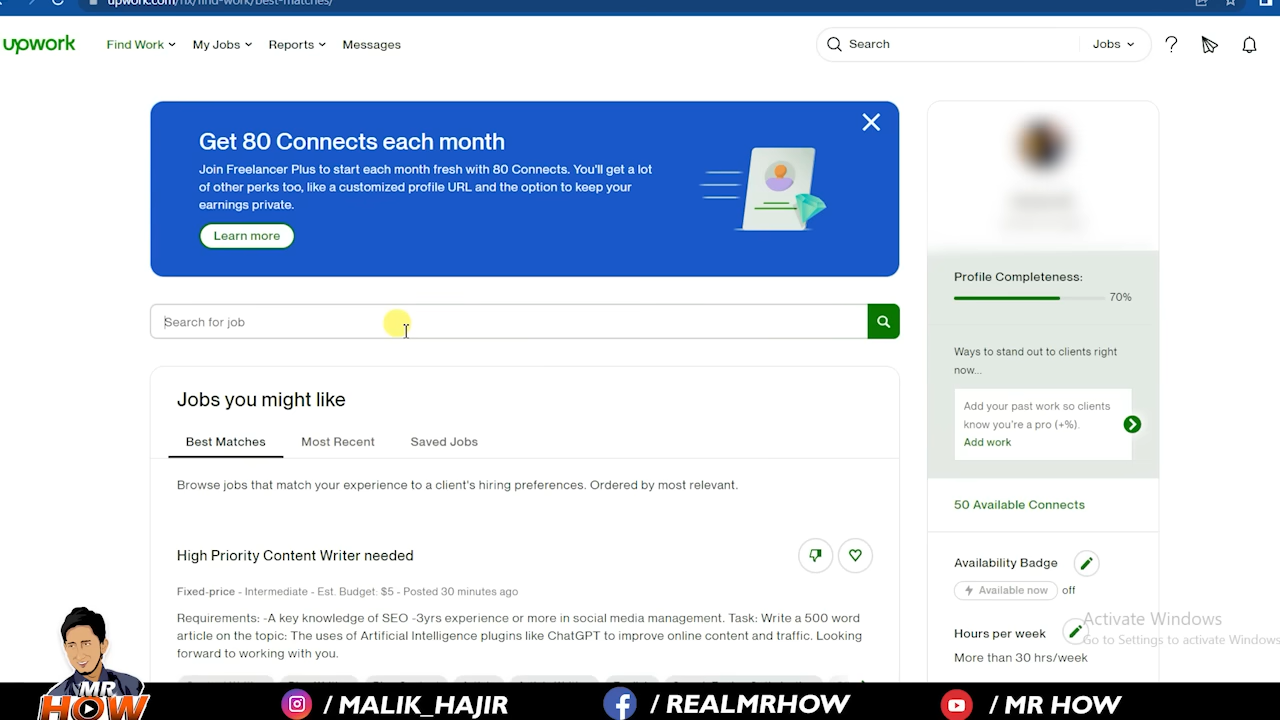 upwork.com/nx/find-work/best-matches/
upwork
Find Work
My Jobs
Reports
Messages
Search
Jobs
Get 80 Connects each month
Join Freelancer Plus to start each month fresh with 80 Connects. You'll get a lot
of other perks too, like a customized profile URL and the option to keep your
earnings private.
Learn more
Search for job
Jobs you might like
Best Matches
Most Recent
Saved Jobs
Browse jobs that match your experience to a client's hiring preferences. Ordered by most relevant.
High Priority Content Writer needed
Fixed-price - Intermediate - Est. Budget: $5 - Posted 30 minutes ago
Requirements: -A key knowledge of SEO -3yrs experience or more in social media management. Task: Write a 500 word
article on the topic: The uses of Artificial Intelligence plugins like ChatGPT to improve online content and traffic. Looking
forward to working with you.
Profile Completeness:
70%
Ways to stand out to clients right
now...
Add your past work so clients
know you're a pro (+%).
Add work
50 Available Connects
Availability Badge
Available now
off
Hours per week
More than 30 hrs/week
Activate Windows
Go to Settings to activate Windows
MR
HOW
/ MALIK_HAJIR
/ REALMRHOW
/ MR HOW